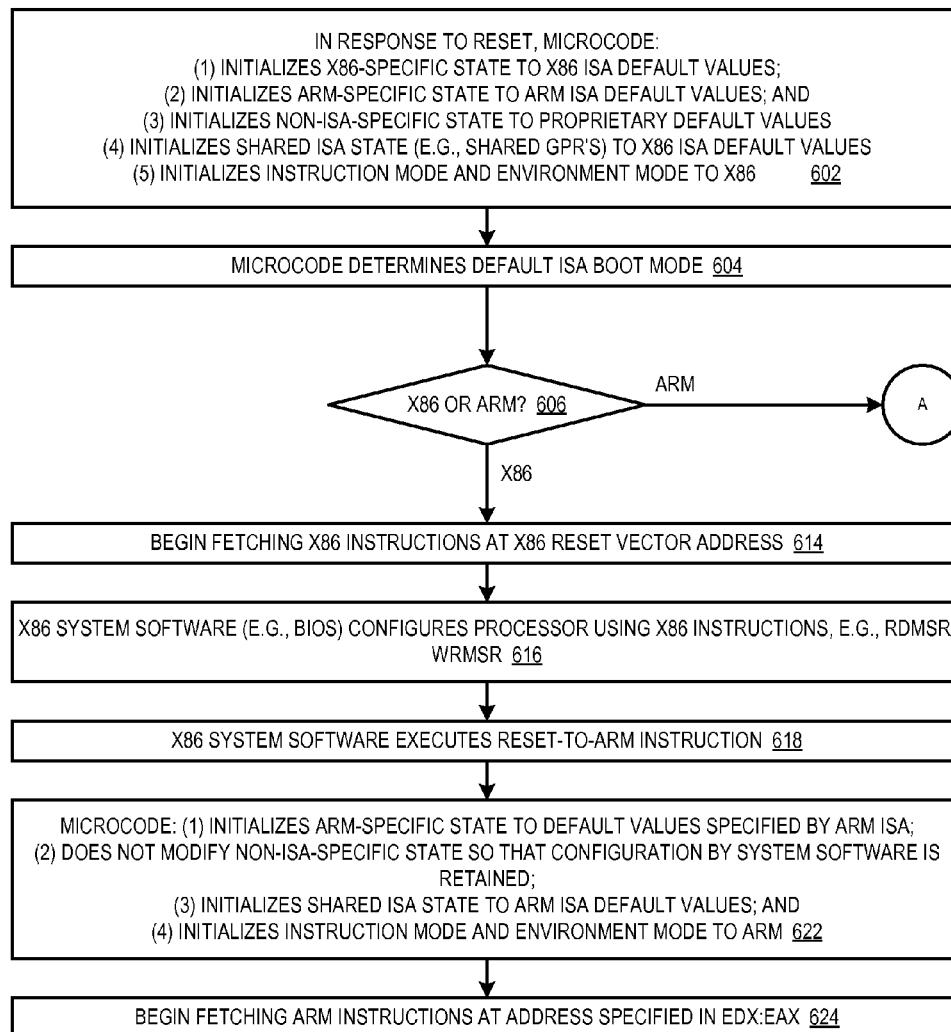 IN RESPONSE TO RESET, MICROCODE:
(1) INITIALIZES X86-SPECIFIC STATE TO X86 ISA DEFAULT VALUES;
(2) INITIALIZES ARM-SPECIFIC STATE TO ARM ISA DEFAULT VALUES; AND
(3) INITIALIZES NON-ISA-SPECIFIC STATE TO PROPRIETARY DEFAULT VALUES
(4) INITIALIZES SHARED ISA STATE (E.G., SHARED GPR'S) TO X86 ISA DEFAULT VALUES
(5) INITIALIZES INSTRUCTION MODE AND ENVIRONMENT MODE TO X86 602
MICROCODE DETERMINES DEFAULT ISA BOOT MODE 604
X86 OR ARM? 606
ARM
A
X86
BEGIN FETCHING X86 INSTRUCTIONS AT X86 RESET VECTOR ADDRESS 614
X86 SYSTEM SOFTWARE (E.G., BIOS) CONFIGURES PROCESSOR USING X86 INSTRUCTIONS, E.G., RDMSR
WRMSR 616
X86 SYSTEM SOFTWARE EXECUTES RESET-TO-ARM INSTRUCTION 618
MICROCODE: (1) INITIALIZES ARM-SPECIFIC STATE TO DEFAULT VALUES SPECIFIED BY ARM ISA;
(2) DOES NOT MODIFY NON-ISA-SPECIFIC STATE SO THAT CONFIGURATION BY SYSTEM SOFTWARE IS
RETAINED;
(3) INITIALIZES SHARED ISA STATE TO ARM ISA DEFAULT VALUES; AND
(4) INITIALIZES INSTRUCTION MODE AND ENVIRONMENT MODE TO ARM 622
BEGIN FETCHING ARM INSTRUCTIONS AT ADDRESS SPECIFIED IN EDX:EAX 624